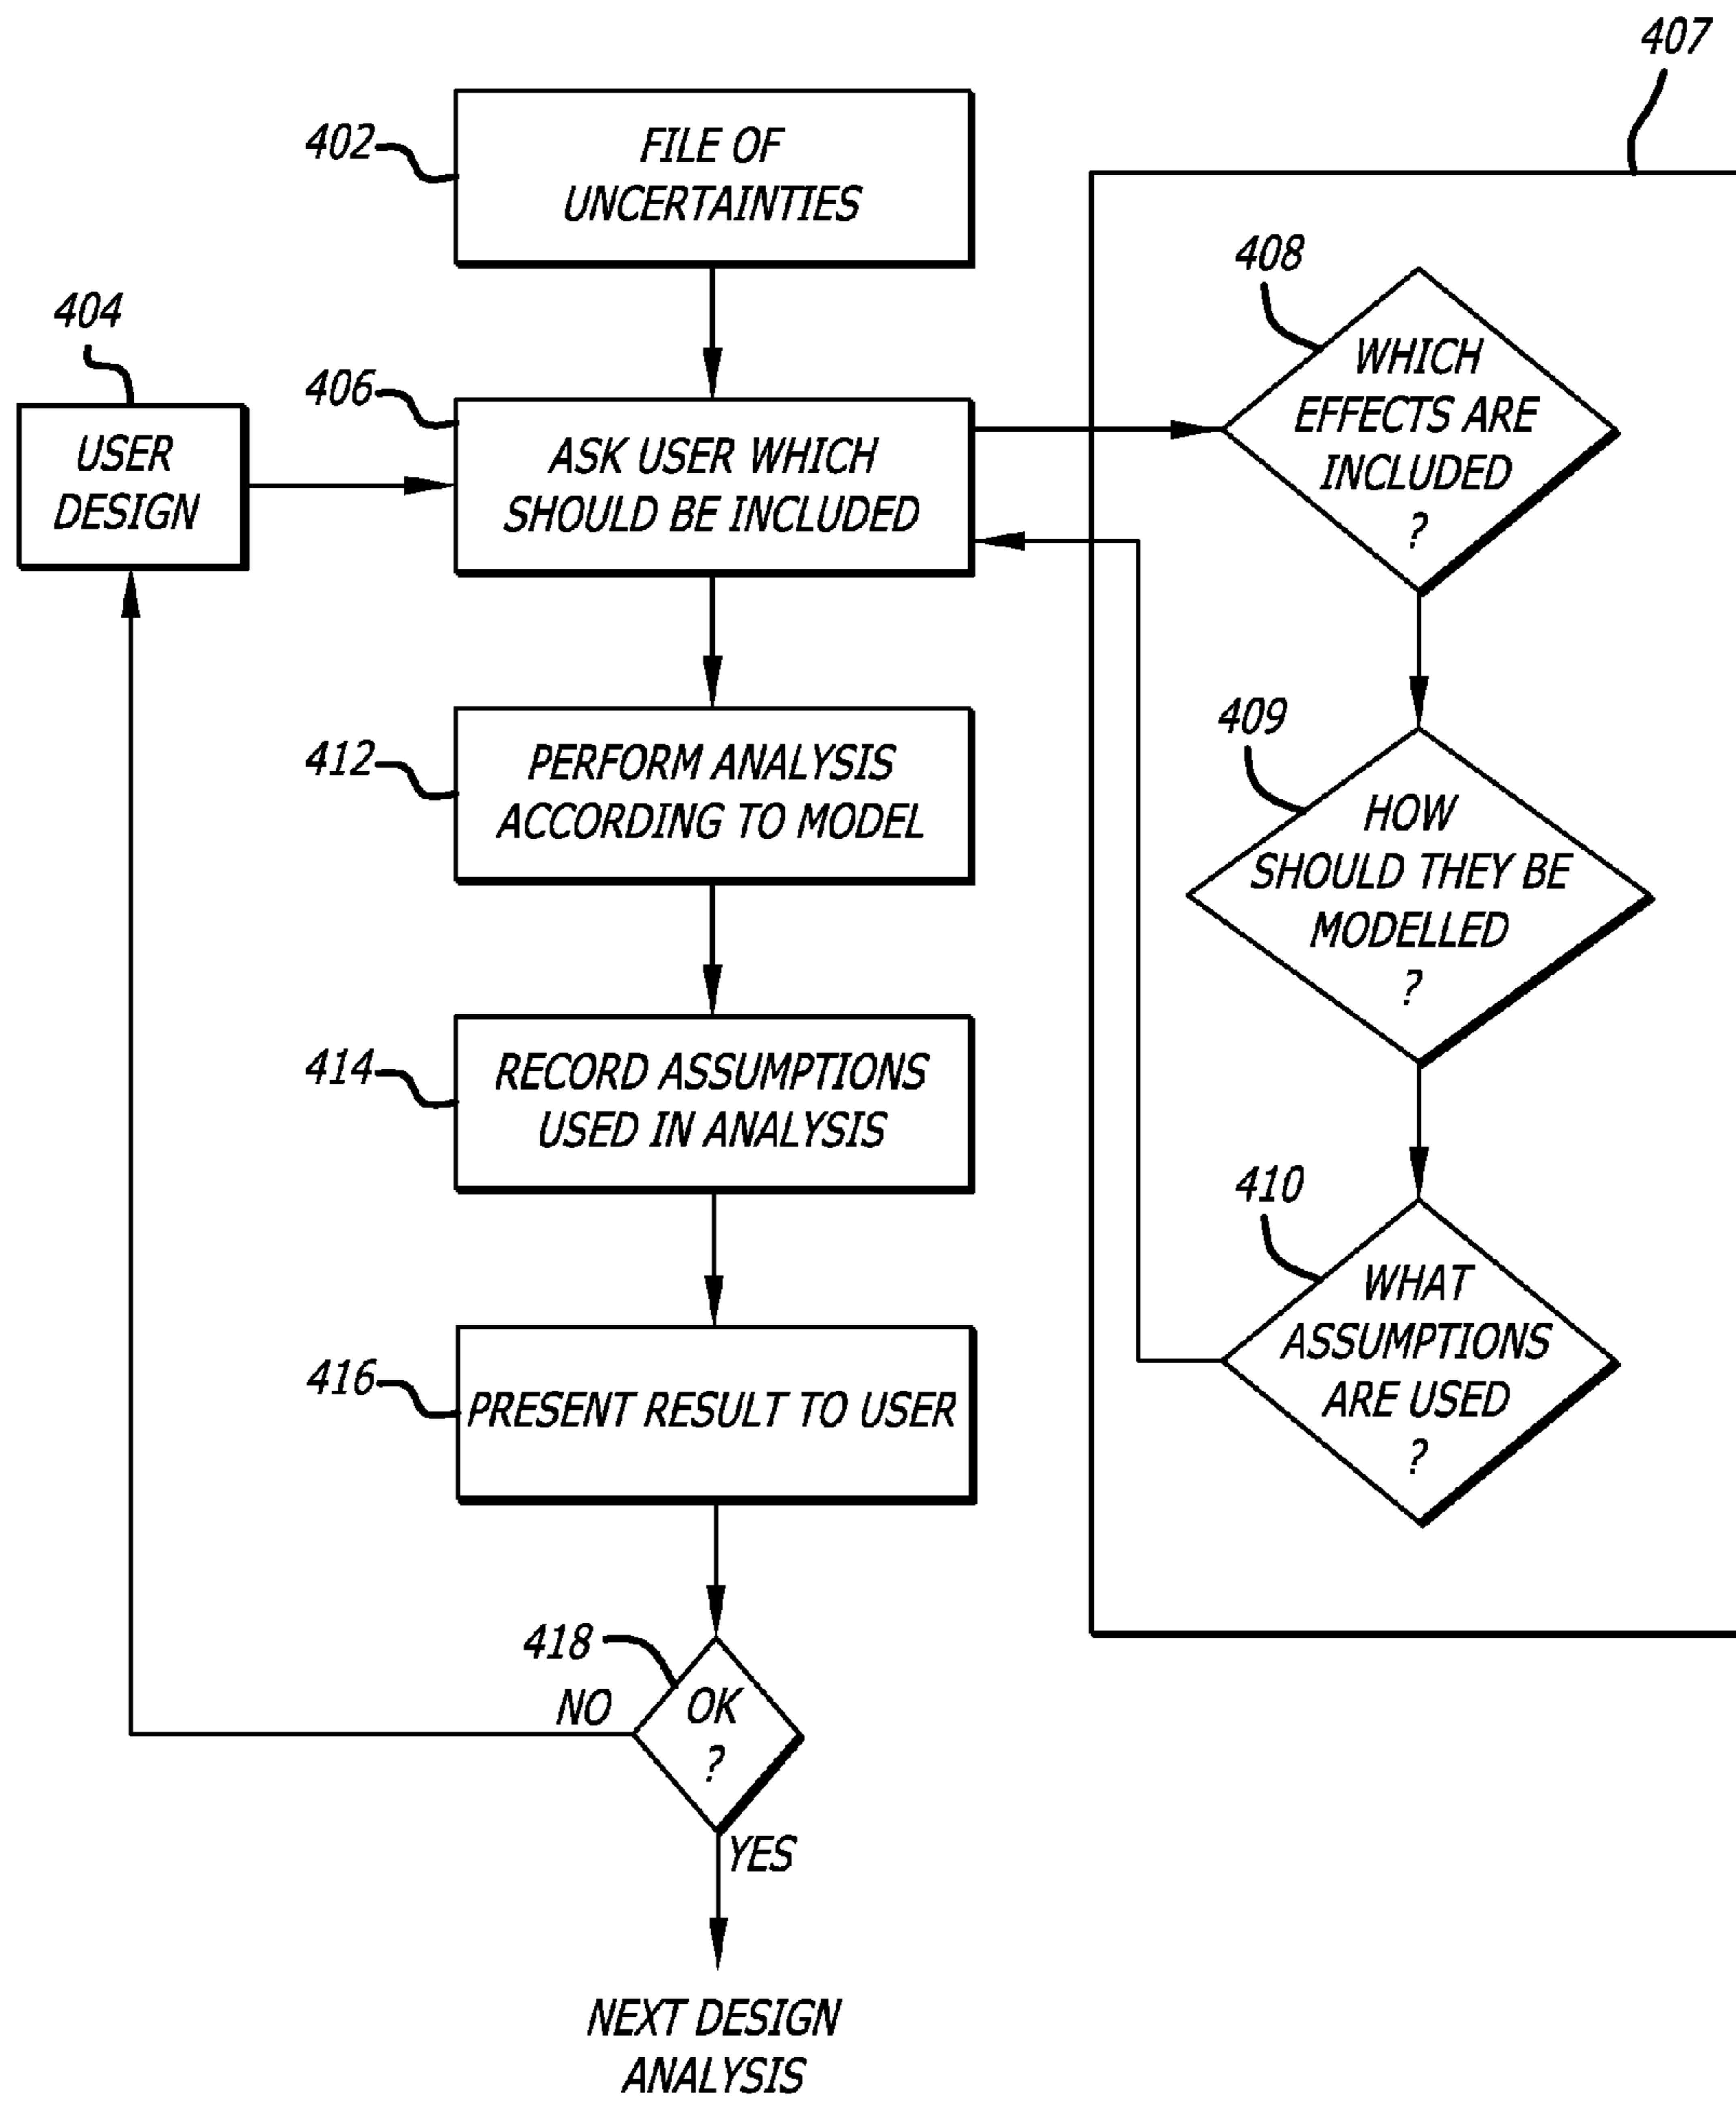 407
402
FILE OF
UNCERTAINTIES
404
USER
DESIGN
406
ASK USER WHICH
SHOULD BE INCLUDED
408
WHICH
EFFECTS ARE
INCLUDED
?
409
HOW
SHOULD THEY BE
MODELLED
?
410
WHAT
ASSUMPTIONS
ARE USED
?
412
PERFORM ANALYSIS
ACCORDING TO MODEL
414
RECORD ASSUMPTIONS
USED IN ANALYSIS
416
PRESENT RESULT TO USER
418
OK
?
NO
YES
NEXT DESIGN
ANALYSIS